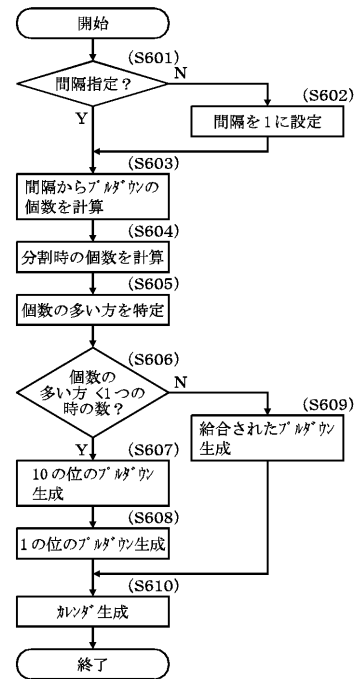 開始
(S601)
間隔指定?
N
Y
(S602)
間隔を1に設定
(S603)
間隔からﾌﾟﾙﾀﾞｳﾝの
個数を計算
(S604)
分割時の個数を計算
(S605)
個数の多い方を特定
(S606)
個数の
多い方 <1つの
時の数?
N
Y
(S609)
結合されたﾌﾟﾙﾀﾞｳﾝ
生成
(S607)
10の位のﾌﾟﾙﾀﾞｳﾝ
生成
(S608)
1の位のﾌﾟﾙﾀﾞｳﾝ生成
(S610)
ｶﾚﾝﾀﾞ生成
終了